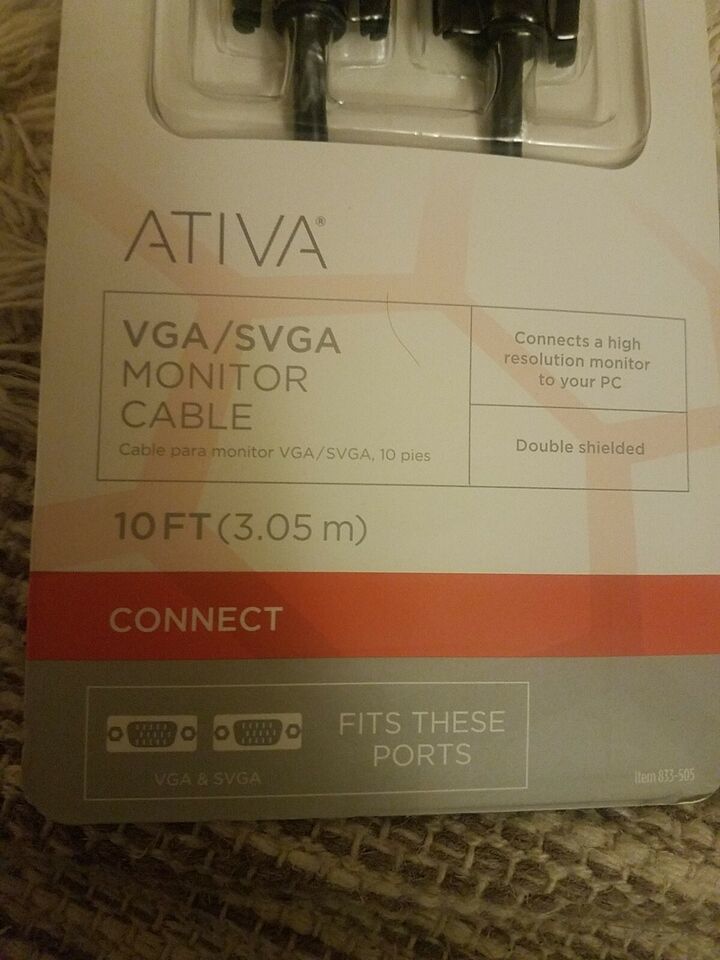 ATIVA®
VGA/SVGA
MONITOR
CABLE
Cable para monitor VGA/SVGA, 10 pies
Connects a high
resolution monitor
to your PC
Double shielded
10 FT (3.05 m)
CONNECT
VGA & SVGA
FITS THESE
PORTS
Item 833-505